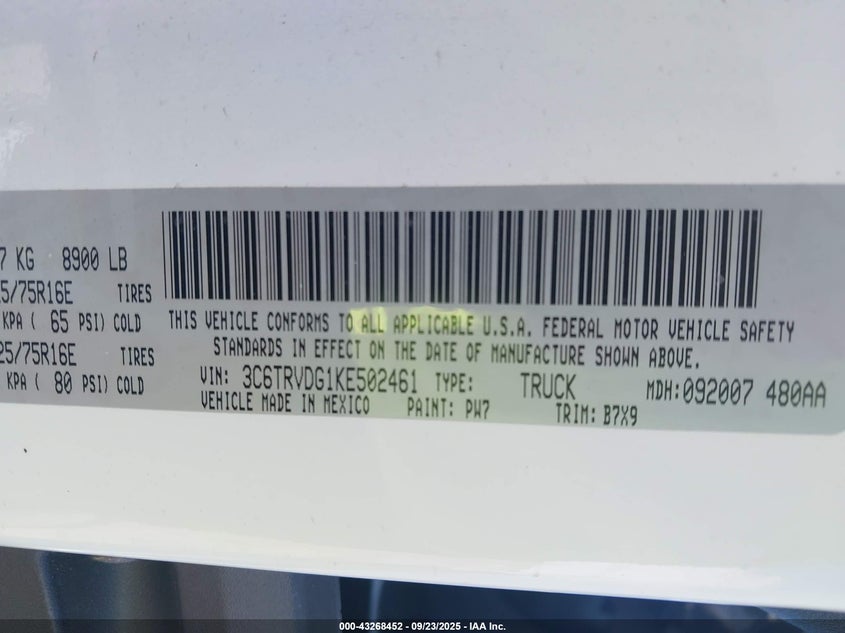 7 KG 8900 LB
5/75R16E TIRES
KPA ( 65 PSI) COLD
25/75R16E TIRES
KPA ( 80 PSI) COLD
THIS VEHICLE CONFORMS TO ALL APPLICABLE U.S.A. FEDERAL MOTOR VEHICLE SAFETY
STANDARDS IN EFFECT ON THE DATE OF MANUFACTURE SHOWN ABOVE.
VIN: 3C6TRVDG1KE502461 TYPE: TRUCK MDH:092007 480AA
VEHICLE MADE IN MEXICO PAINT: PW7 TRIM: B7X9
000-43268452 - 09/23/2025 - IAA Inc.